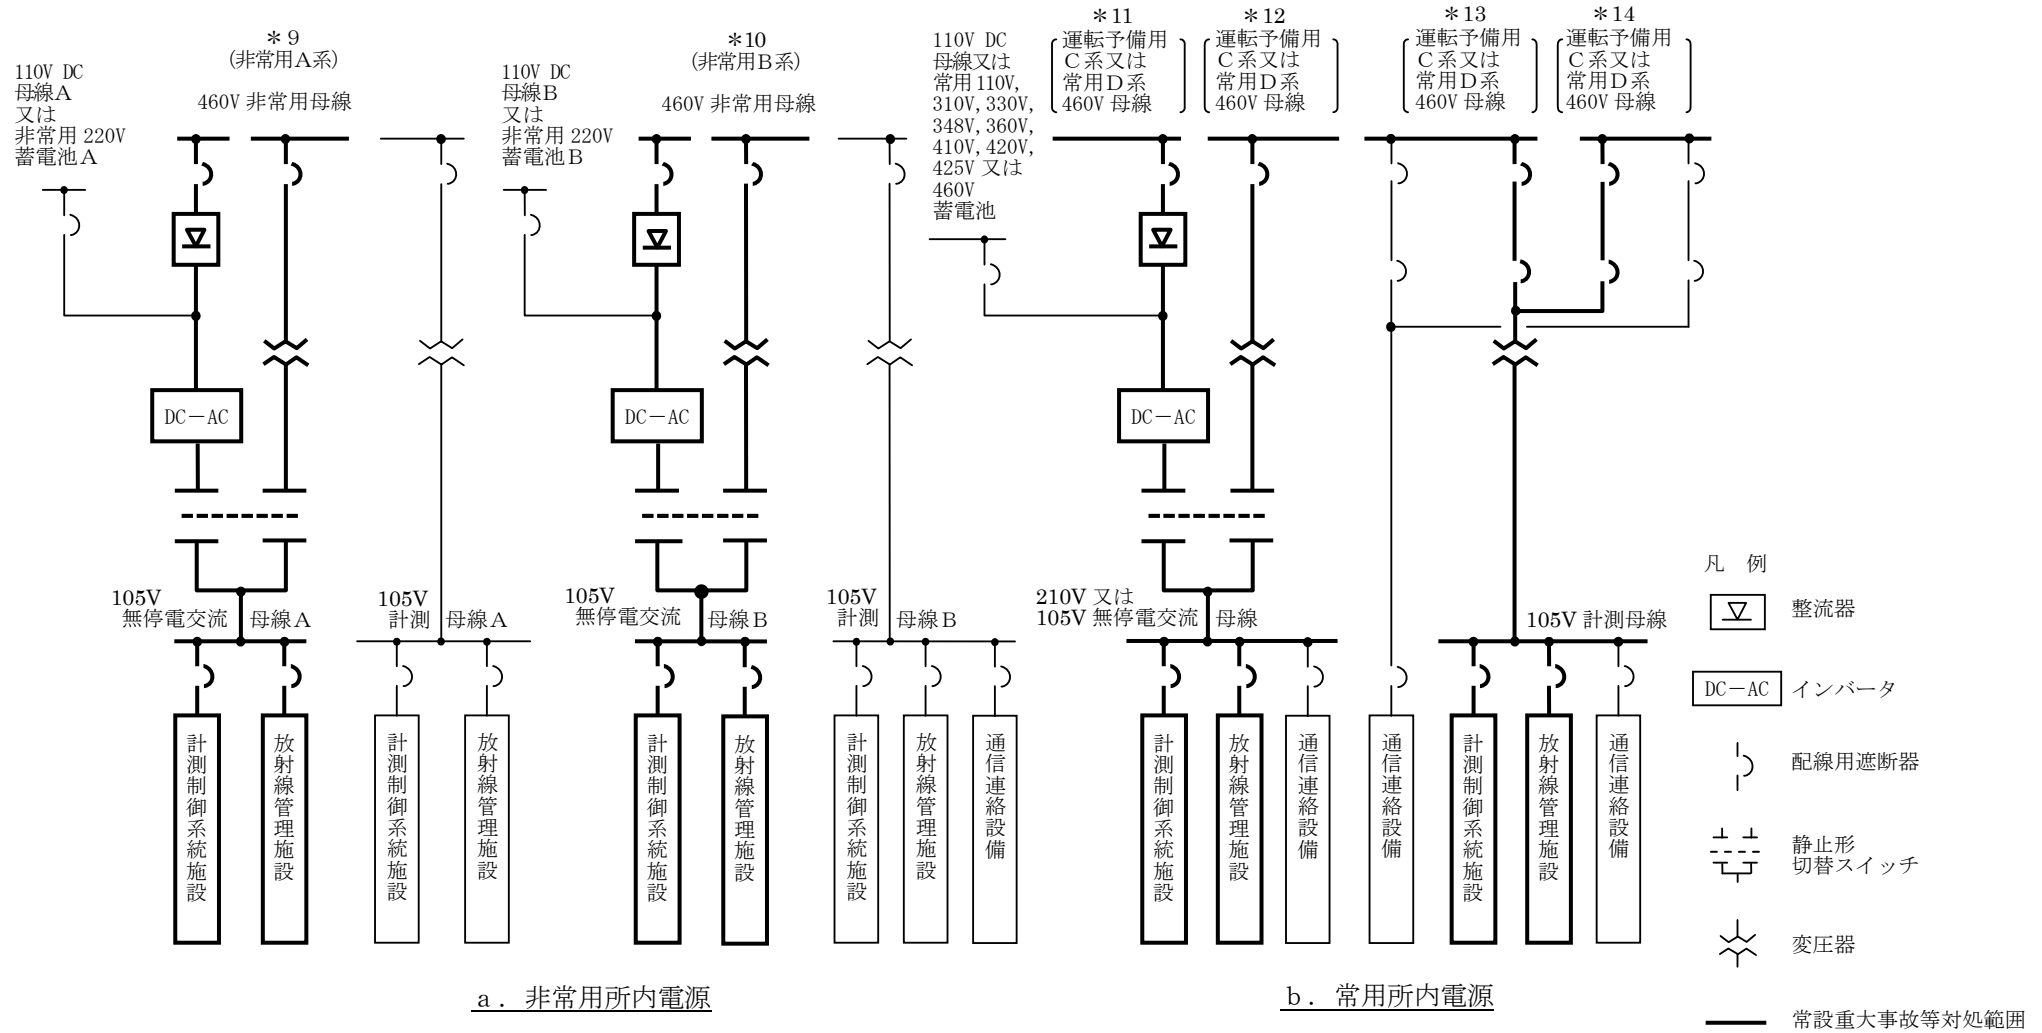 ＊9
(非常用Ａ系)
110V DC
母線Ａ
又は
非常用 220V
蓄電池Ａ
460V 非常用母線
＊10
(非常用Ｂ系)
110V DC
母線Ｂ
又は
非常用 220V
蓄電池Ｂ
460V 非常用母線
110V DC
母線又は
常用 110V,
310V, 330V,
348V, 360V,
410V, 420V,
425V 又は
460V
蓄電池
＊11
運転予備用
Ｃ系又は
常用Ｄ系
460V 母線
＊12
運転予備用
Ｃ系又は
常用Ｄ系
460V 母線
＊13
運転予備用
Ｃ系又は
常用Ｄ系
460V 母線
＊14
運転予備用
Ｃ系又は
常用Ｄ系
460V 母線
DC－AC
DC－AC
DC－AC
105V
無停電交流 母線Ａ
105V
計測 母線Ａ
105V
無停電交流 母線Ｂ
105V
計測 母線Ｂ
210V 又は
105V 無停電交流 母線
105V 計測母線
計測制御系統施設
放射線管理施設
計測制御系統施設
放射線管理施設
計測制御系統施設
放射線管理施設
計測制御系統施設
放射線管理施設
通信連絡設備
計測制御系統施設
放射線管理施設
通信連絡設備
通信連絡設備
計測制御系統施設
放射線管理施設
通信連絡設備
ａ．非常用所内電源
ｂ．常用所内電源
凡 例
整流器
DC－AC インバータ
配線用遮断器
静止形
切替スイッチ
変圧器
常設重大事故等対処範囲